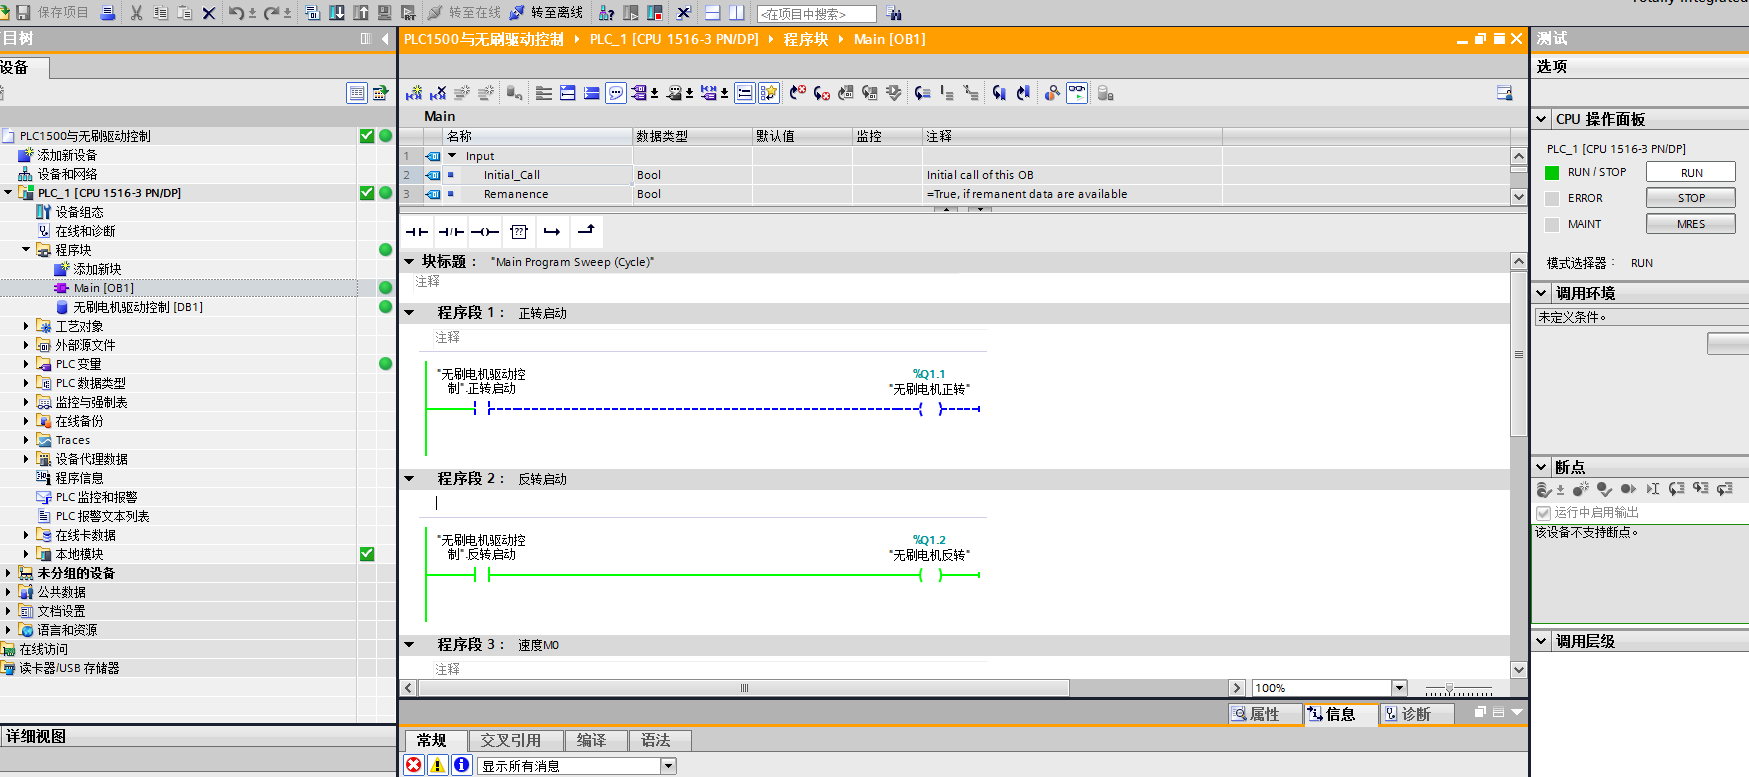 保存项目
转至在线
转至离线
<在项目中搜索>
项目树
设备
PLC1500与无刷驱动控制
添加新设备
设备和网络
PLC_1 [CPU 1516-3 PN/DP]
设备组态
在线和诊断
程序块
添加新块
Main [OB1]
无刷电机驱动控制 [DB1]
工艺对象
外部源文件
PLC 变量
PLC 数据类型
监控与强制表
在线备份
Traces
设备代理数据
程序信息
PLC 监控和报警
PLC 报警文本列表
在线卡数据
本地模块
未分组的设备
公共数据
文档设置
语言和资源
在线访问
读卡器/USB 存储器
详细视图
PLC1500与无刷驱动控制 PLC_1 [CPU 1516-3 PN/DP] 程序块 Main [OB1]
Main
名称 数据类型 默认值 监控 注释
1 Input
2 Initial_Call Bool Initial call of this OB
3 Remanence Bool =True, if remanent data are available
??
块标题： "Main Program Sweep (Cycle)"
注释
程序段 1： 正转启动
注释
"无刷电机驱动控
制".正转启动
%Q1.1
"无刷电机正转"
程序段 2： 反转启动
"无刷电机驱动控
制".反转启动
%Q1.2
"无刷电机反转"
程序段 3： 速度M0
注释
100%
属性 信息 诊断
常规 交叉引用 编译 语法
显示所有消息
测试
选项
CPU 操作面板
PLC_1 [CPU 1516-3 PN/DP]
RUN / STOP RUN
ERROR STOP
MAINT MRES
模式选择器： RUN
调用环境
未定义条件。
断点
运行中启用输出
该设备不支持断点。
调用层级